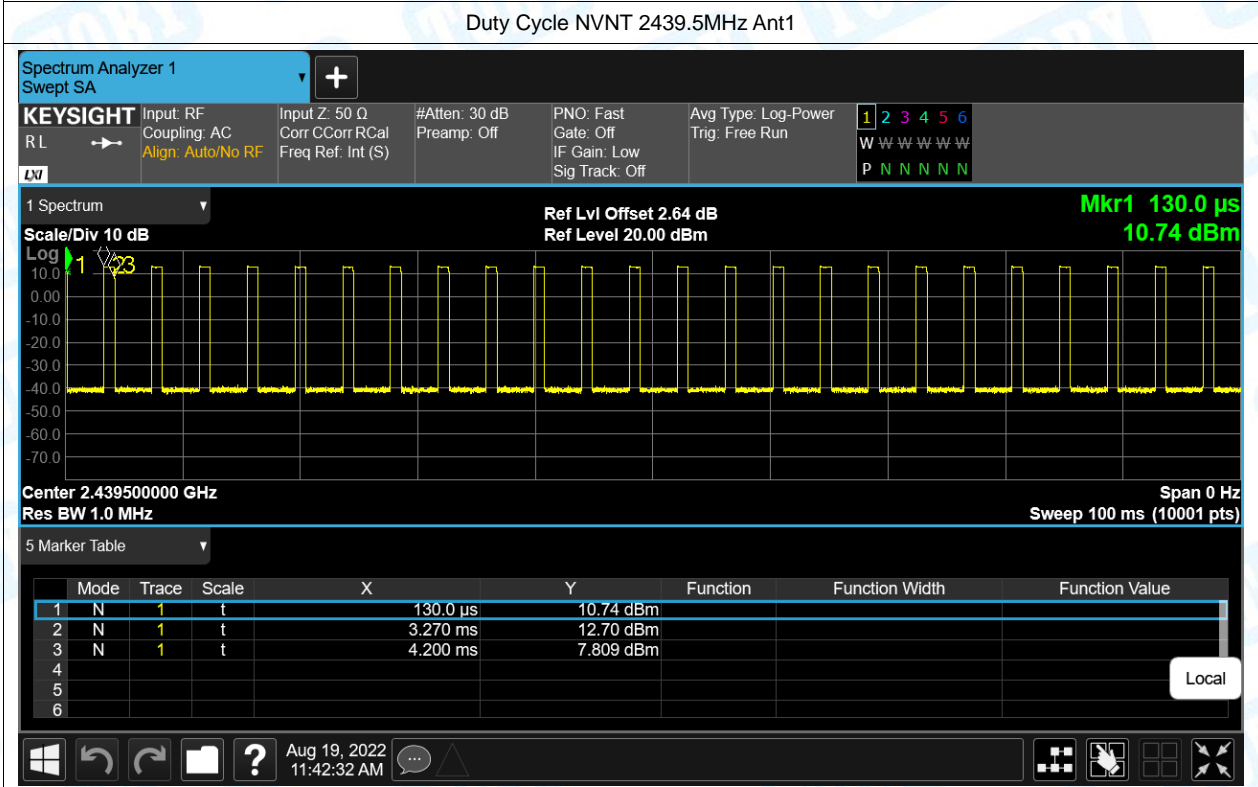 Duty Cycle NVNT 2439.5MHz Ant1
Spectrum Analyzer 1
Swept SA
KEYSIGHT Input: RF Input Z: 50 Ω #Atten: 30 dB PNO: Fast Avg Type: Log-Power 1 2 3 4 5 6
RL Coupling: AC Corr CCorr RCal Preamp: Off Gate: Off Trig: Free Run W W W W W W
Align: Auto/No RF Freq Ref: Int (S) IF Gain: Low
LXI Sig Track: Off P N N N N N
1 Spectrum Ref Lvl Offset 2.64 dB Mkr1 130.0 µs
Scale/Div 10 dB Ref Level 20.00 dBm 10.74 dBm
Log
1 2 3
10.0
0.00
-10.0
-20.0
-30.0
-40.0
-50.0
-60.0
-70.0
Center 2.439500000 GHz Span 0 Hz
Res BW 1.0 MHz Sweep 100 ms (10001 pts)
5 Marker Table
Mode Trace Scale X Y Function Function Width Function Value
1 N 1 t 130.0 µs 10.74 dBm
2 N 1 t 3.270 ms 12.70 dBm
3 N 1 t 4.200 ms 7.809 dBm
4
5
6
Local
? Aug 19, 2022
11:42:32 AM